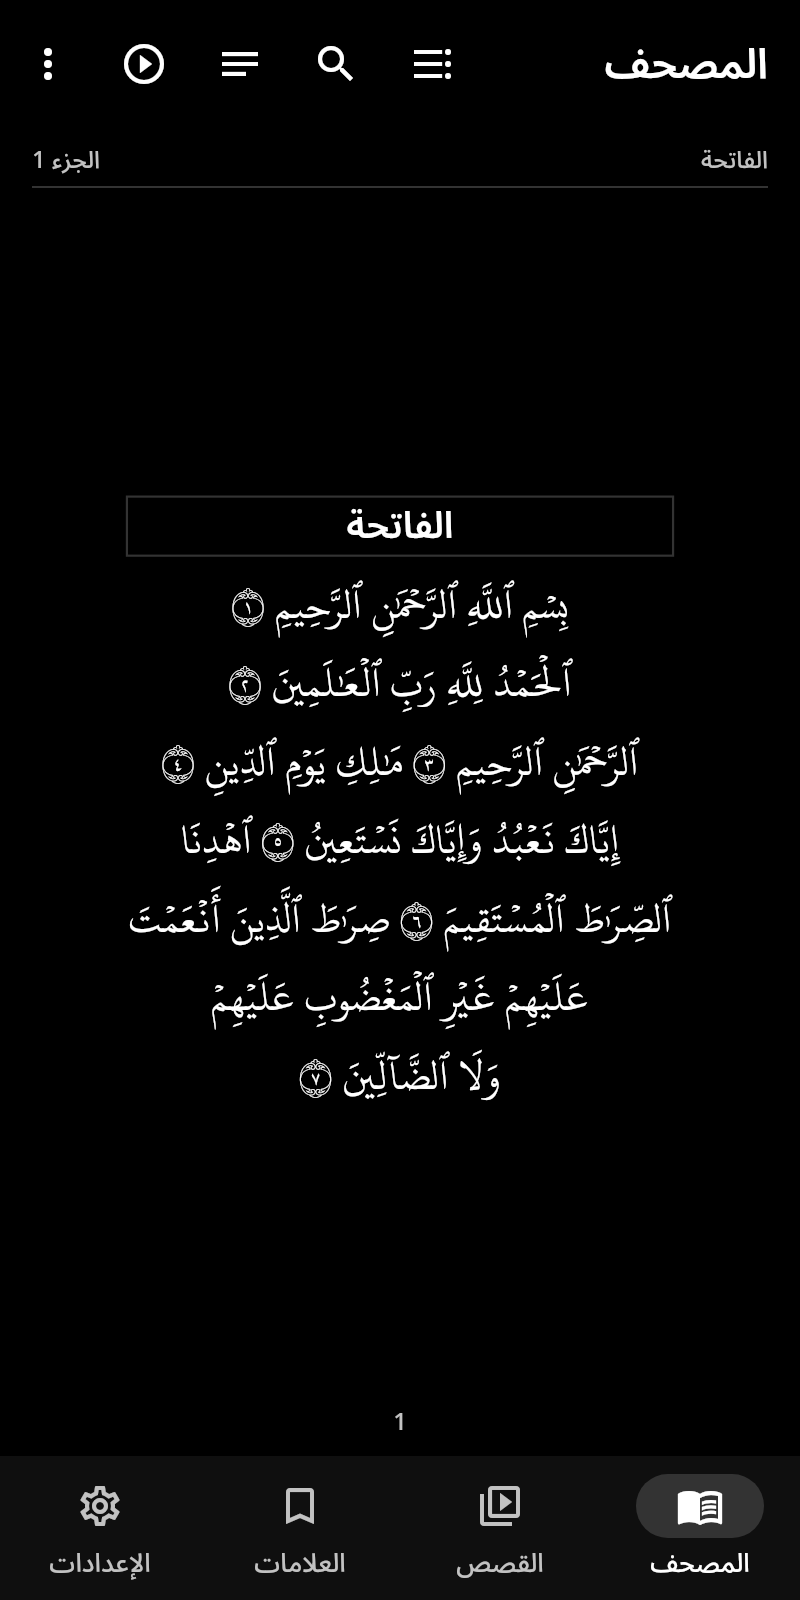 المصحف
الفاتحة
الجزء 1
الفاتحة
بِسْمِ ٱللَّهِ ٱلرَّحْمَٰنِ ٱلرَّحِيمِ ١
ٱلْحَمْدُ لِلَّهِ رَبِّ ٱلْعَٰلَمِينَ ٢
ٱلرَّحْمَٰنِ ٱلرَّحِيمِ ٣ مَٰلِكِ يَوْمِ ٱلدِّينِ ٤
إِيَّاكَ نَعْبُدُ وَإِيَّاكَ نَسْتَعِينُ ٥ ٱهْدِنَا
ٱلصِّرَٰطَ ٱلْمُسْتَقِيمَ ٦ صِرَٰطَ ٱلَّذِينَ أَنْعَمْتَ
عَلَيْهِمْ غَيْرِ ٱلْمَغْضُوبِ عَلَيْهِمْ
وَلَا ٱلضَّآلِّينَ ٧
1
المصحف
القصص
العلامات
الإعدادات